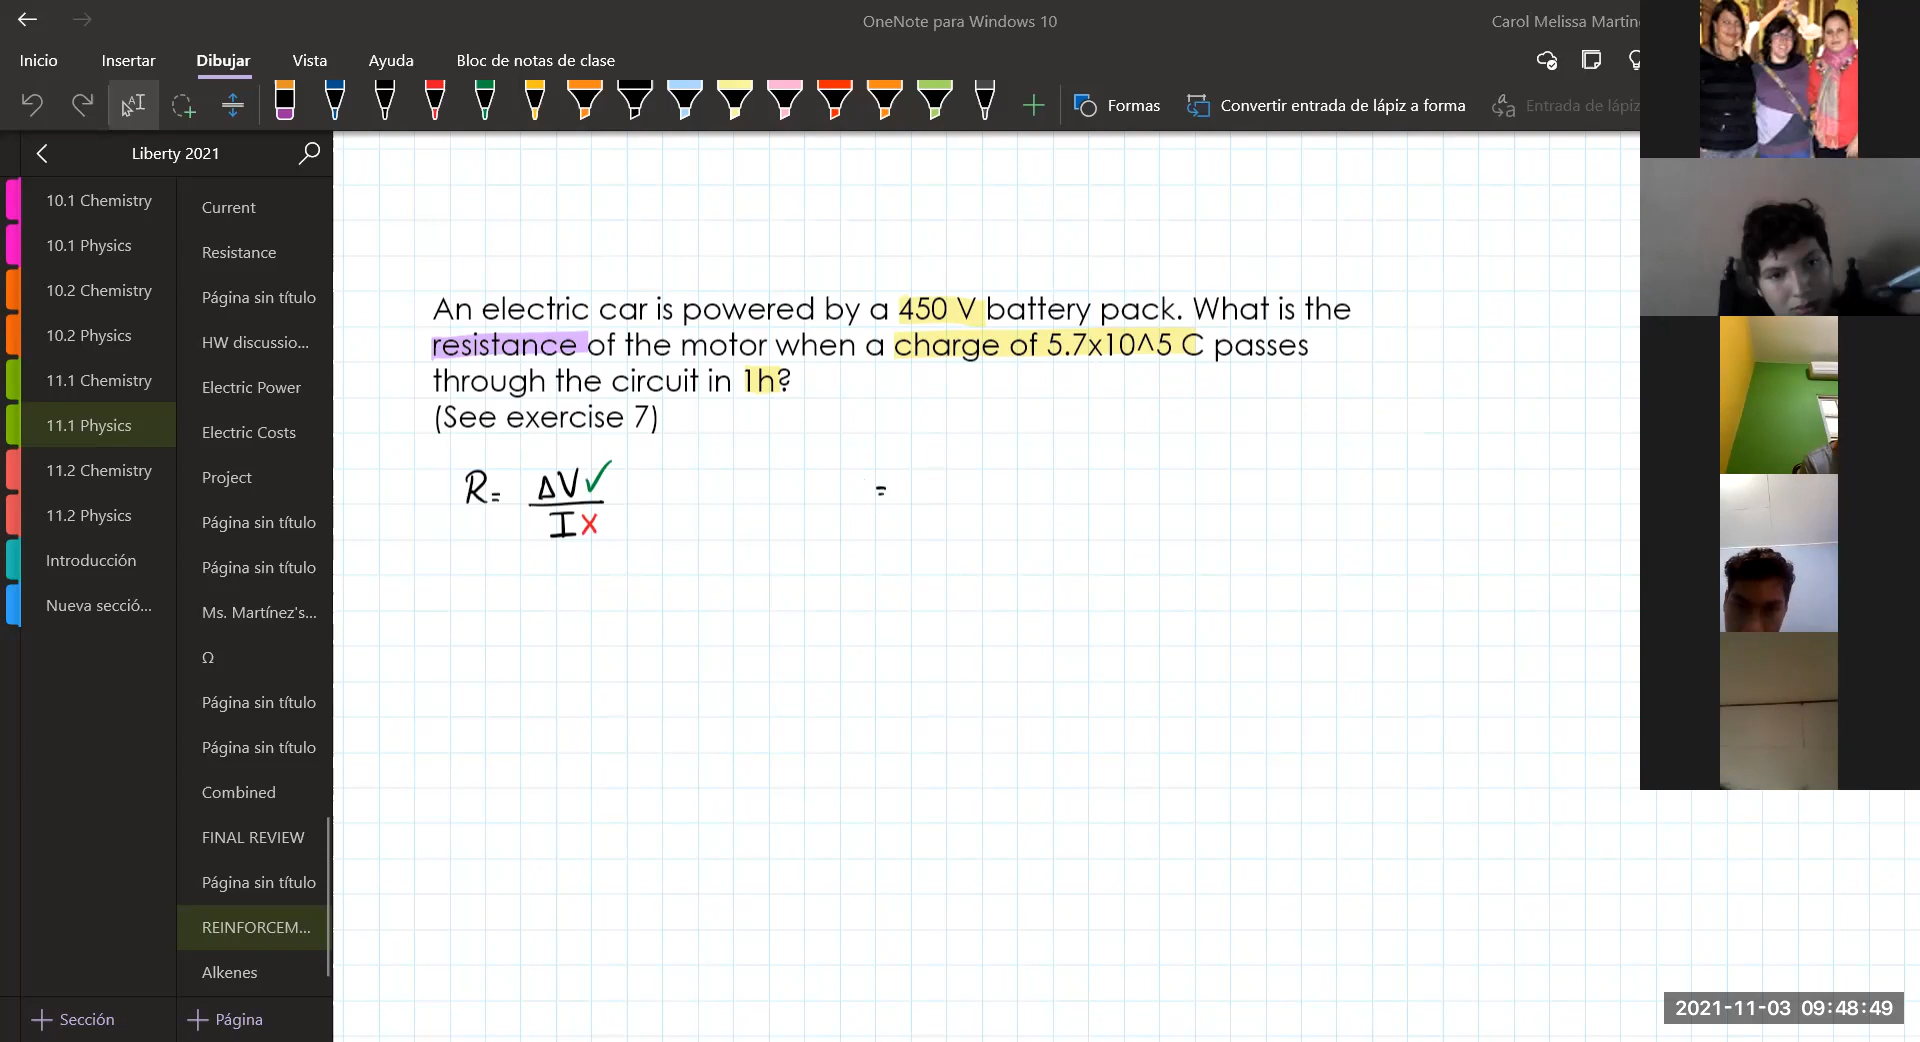 OneNote para Windows 10
Carol Melissa Martin
Inicio
Insertar
Dibujar
Vista
Ayuda
Bloc de notas de clase
Formas
Convertir entrada de lápiz a forma
Entrada de lápiz
Liberty 2021
10.1 Chemistry
10.1 Physics
10.2 Chemistry
10.2 Physics
11.1 Chemistry
11.1 Physics
11.2 Chemistry
11.2 Physics
Introducción
Nueva secció...
Sección
Current
Resistance
Página sin título
HW discussio...
Electric Power
Electric Costs
Project
Página sin título
Página sin título
Ms. Martínez's...
Ω
Página sin título
Página sin título
Combined
FINAL REVIEW
Página sin título
REINFORCEM...
Alkenes
Página
An electric car is powered by a 450 V battery pack. What is the
resistance of the motor when a charge of 5.7x10^5 C passes
through the circuit in 1h?
(See exercise 7)
R = ΔV ✓ =
I x
2021-11-03 09:48:49